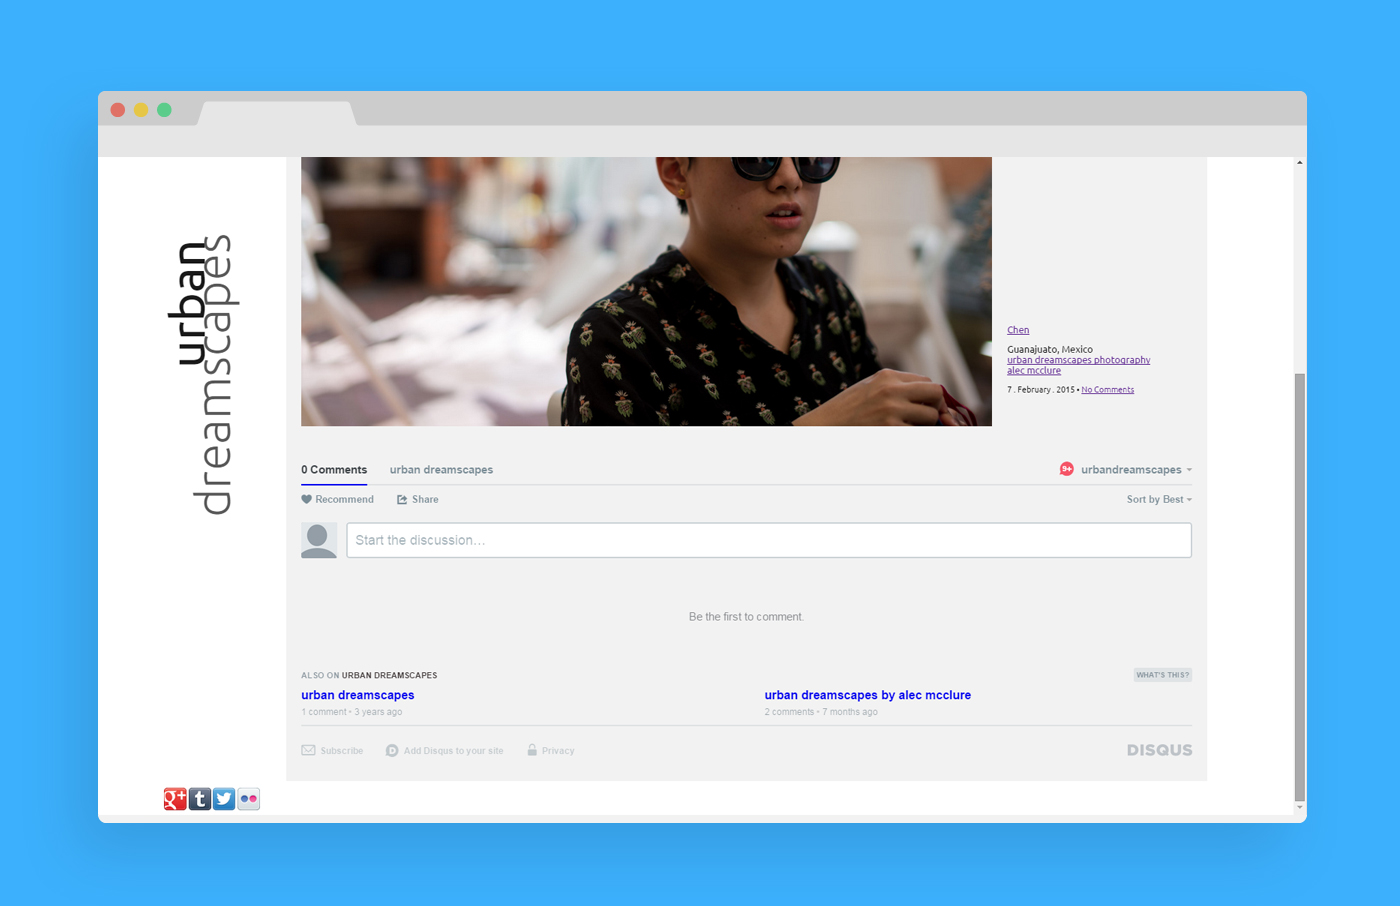 urban
dreamscapes
Chen
Guanajuato, Mexico
urban dreamscapes photography
alec mcclure
7 . February . 2015 • No Comments
0 Comments urban dreamscapes 9+ urbandreamscapes
Recommend Share Sort by Best
Start the discussion…
Be the first to comment.
ALSO ON URBAN DREAMSCAPES WHAT'S THIS?
urban dreamscapes urban dreamscapes by alec mcclure
1 comment • 3 years ago 2 comments • 7 months ago
Subscribe D Add Disqus to your site Privacy DISQUS
g+ t